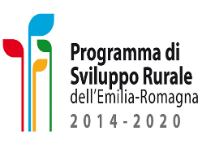 Programma di
Sviluppo Rurale
dell'Emilia-Romagna
2014-2020